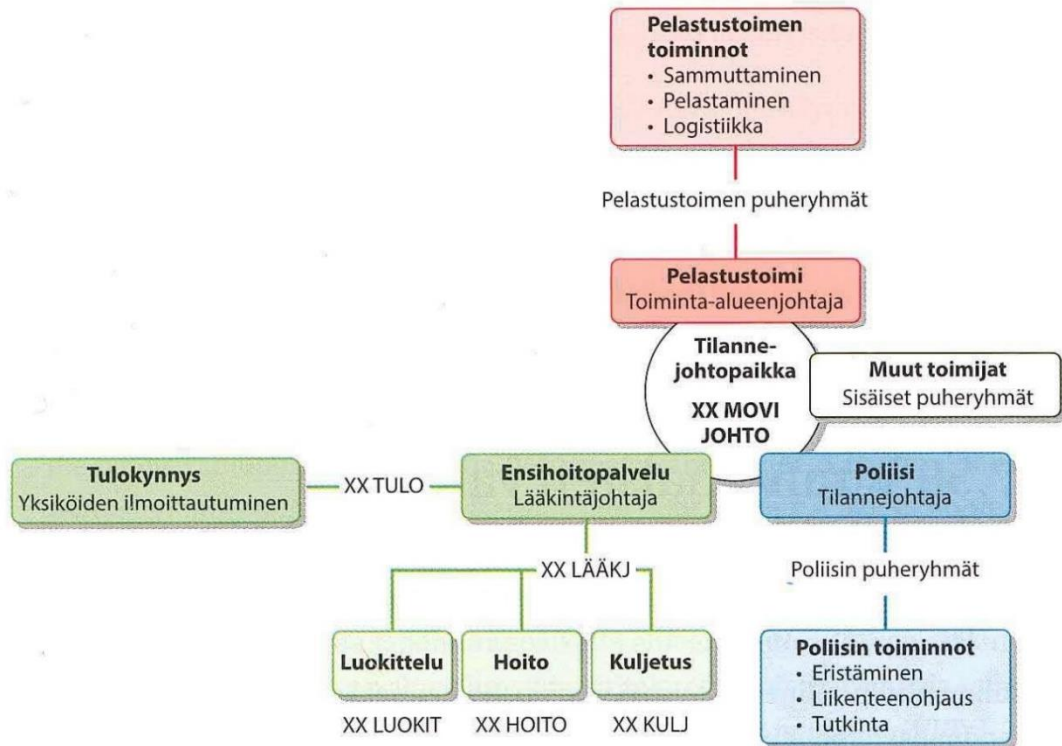 Pelastustoimen
toiminnot
• Sammuttaminen
• Pelastaminen
• Logistiikka
Pelastustoimen puheryhmät
Pelastustoimi
Toiminta-alueenjohtaja
Tilanne-
johtopaikka
XX MOVI
JOHTO
Muut toimijat
Sisäiset puheryhmät
Tulokynnys
Yksiköiden ilmoittautuminen
XX TULO
Ensihoitopalvelu
Lääkintäjohtaja
Poliisi
Tilannejohtaja
XX LÄÄKJ
Poliisin puheryhmät
Luokittelu
Hoito
Kuljetus
XX LUOKIT
XX HOITO
XX KULJ
Poliisin toiminnot
• Eristäminen
• Liikenteenohjaus
• Tutkinta